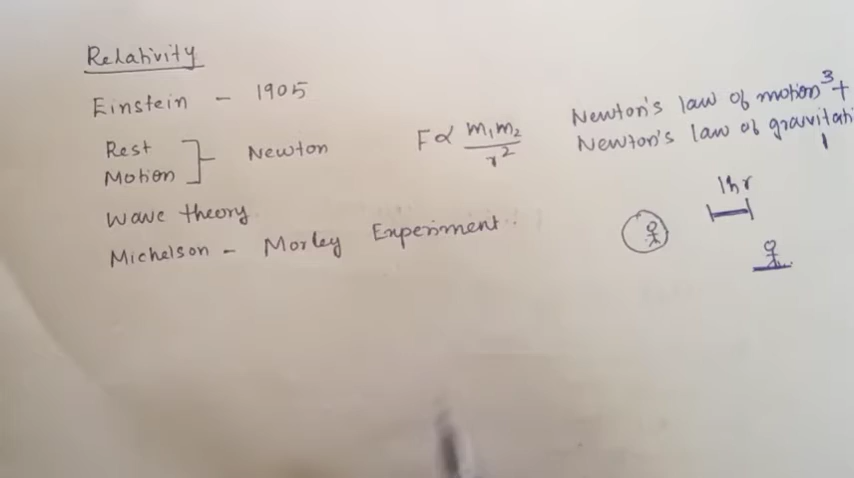 Relativity
Einstein - 1905
Rest
Motion
Newton
Wave theory
Michelson - Morley Experiment.
F∝ m₁m₂/r²
Newton's law of motion 3+
Newton's law of gravitati
1
1hr